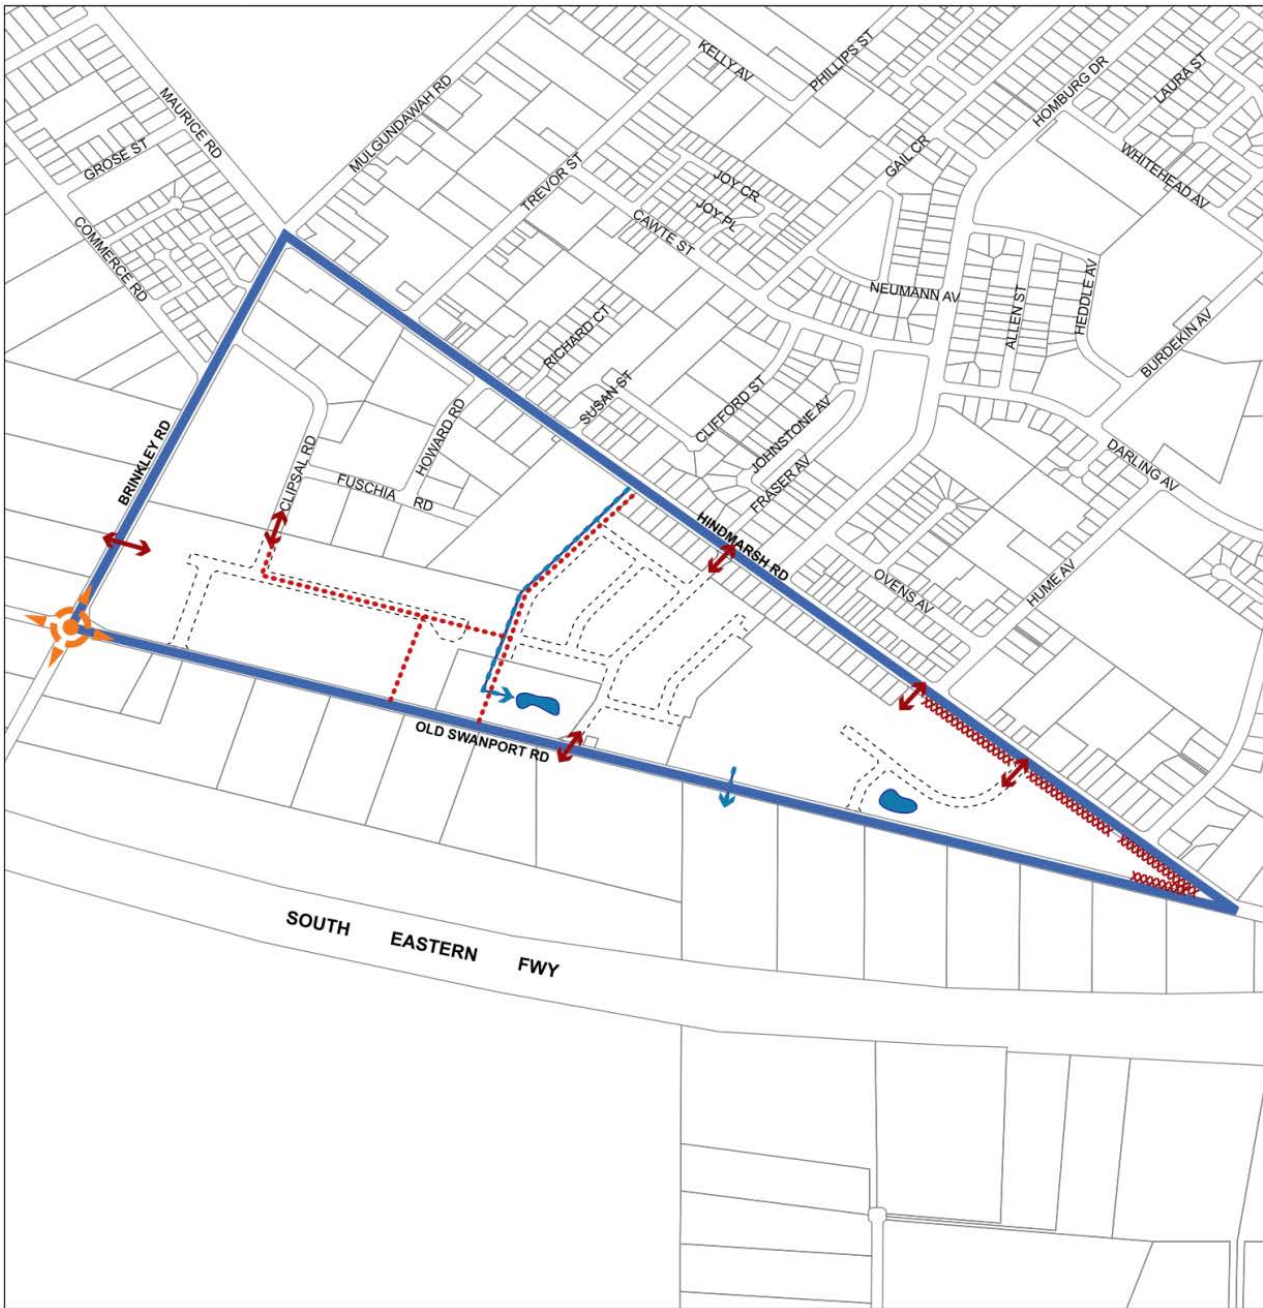 KELLY AV
PHILLIPS ST
HOMBURG DR
LAURA ST
MAURICE RD
MULGUNDAWAH RD
GROSE ST
TREVOR ST
JOY CR
GAIL CR
WHITEHEAD AV
COMMERCE RD
CAWTE ST
JOY PL
NEUMANN AV
ALLEN ST
HEDDLE AV
BURDEKIN AV
RICHARD CT
SUSAN ST
CLIFFORD ST
JOHNSTONE AV
FRASER AV
DARLING AV
BRINKLEY RD
CLIPSAL RD
HOWARD RD
FUSCHIA RD
HINDMARSH RD
OVENS AV
HUME AV
OLD SWANPORT RD
SOUTH EASTERN FWY